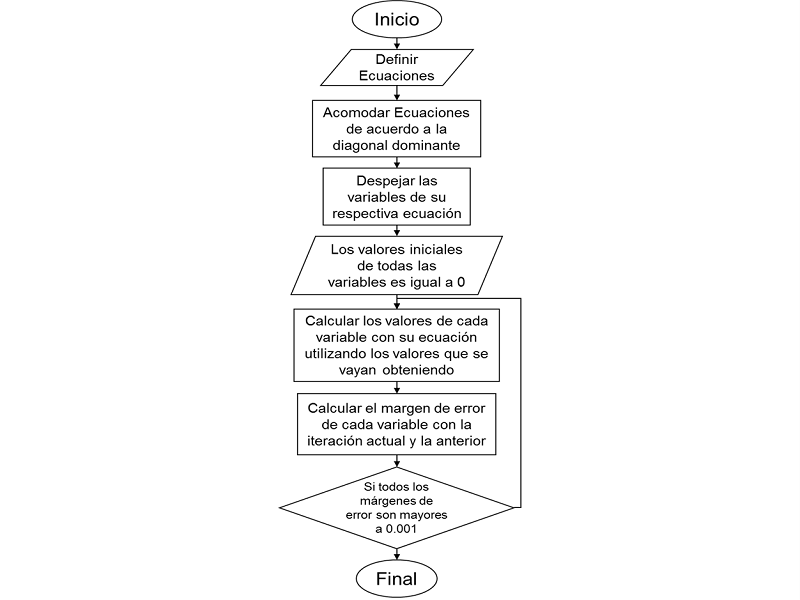 Inicio
Definir
Ecuaciones
Acomodar Ecuaciones
de acuerdo a la
diagonal dominante
Despejar las
variables de su
respectiva ecuación
Los valores iniciales
de todas las
variables es igual a 0
Calcular los valores de cada
variable con su ecuación
utilizando los valores que se
vayan obteniendo
Calcular el margen de error
de cada variable con la
iteración actual y la anterior
Si todos los
márgenes de
error son mayores
a 0.001
Final